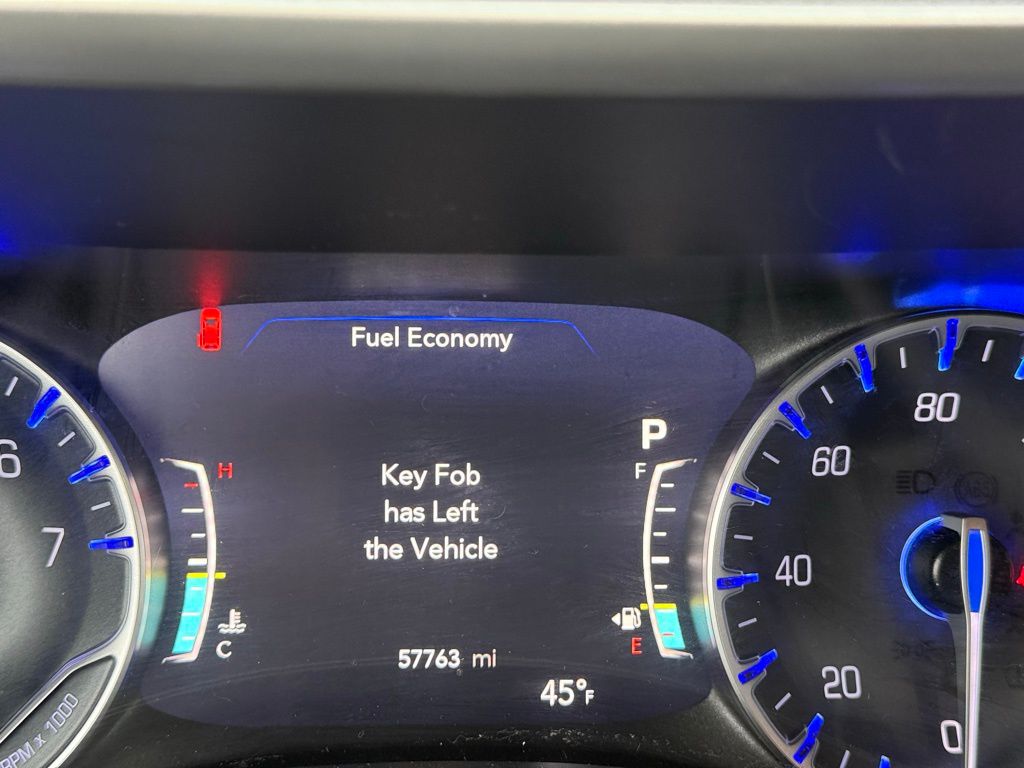 Fuel Economy
P
H
F
Key Fob
has Left
the Vehicle
C
E
57763 mi
45°F
6
7
RPM x 1000
80
60
40
20
0